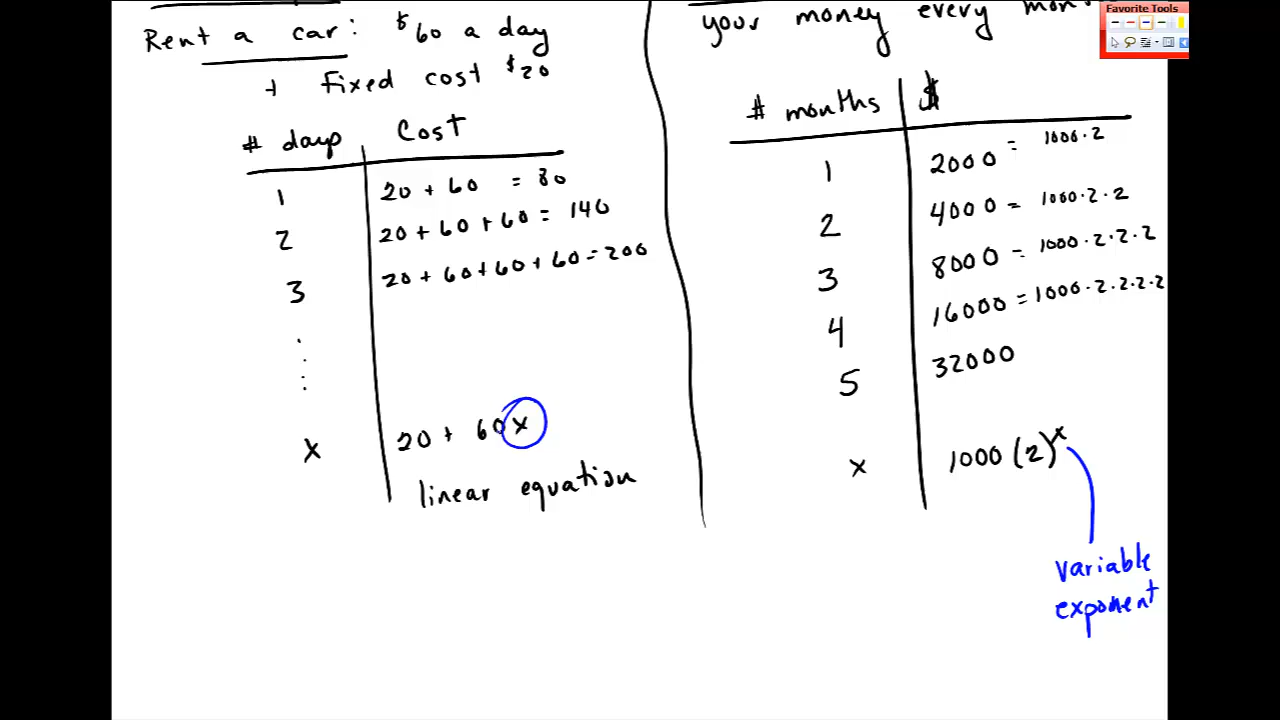 Rent a car: $60 a day
+ Fixed cost $20
# days Cost
1 20 + 60 = 80
2 20 + 60 + 60 = 140
3 20 + 60 + 60 + 60 = 200
x 20 + 60x
linear equation
your money every
# months $
1 2000 = 1000·2
2 4000 = 1000·2·2
3 8000 = 1000·2·2·2
4 16000 = 1000·2·2·2·2
5 32000
x 1000(2)^x
variable
exponent
Favorite Tools